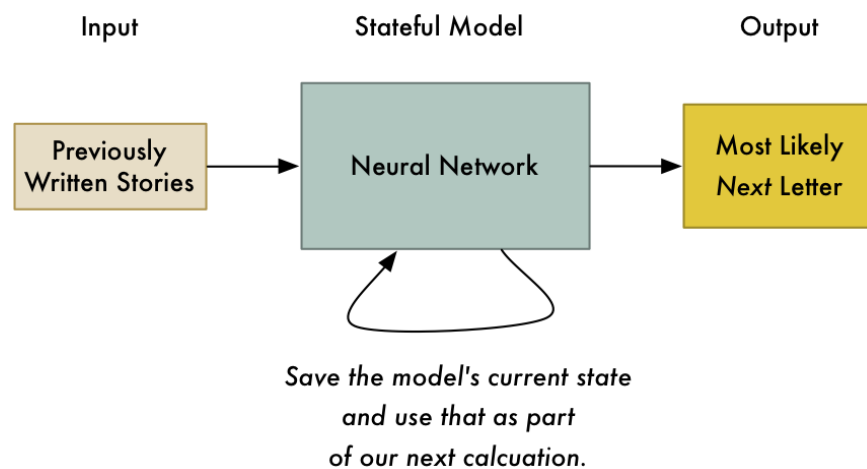 Input
Stateful Model
Output
Previously
Written Stories
Neural Network
Most Likely
Next Letter
Save the model's current state
and use that as part
of our next calcuation.